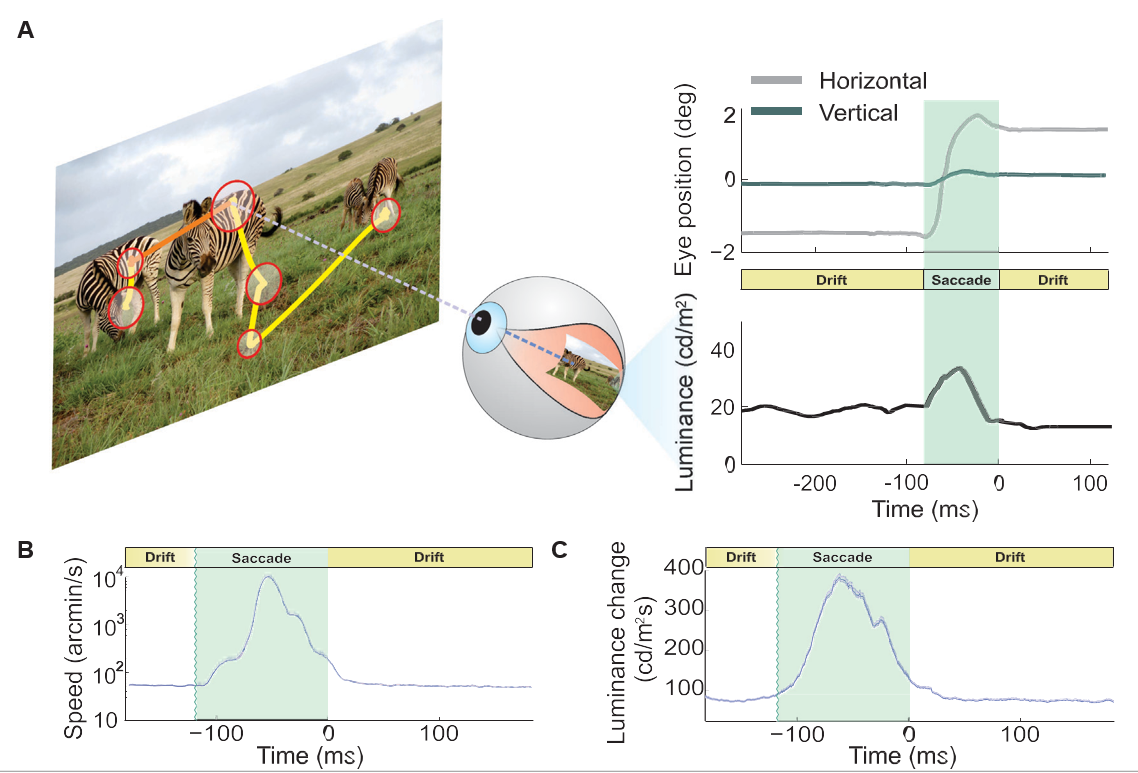 A
Horizontal
Vertical
Eye position (deg)
2
0
−2
Drift
Saccade
Drift
Luminance (cd/m²)
40
20
0
-200
-100
0
100
Time (ms)
B
Drift
Saccade
Drift
Speed (arcmin/s)
10⁴
10³
10²
10
−100
0
100
Time (ms)
C
Drift
Saccade
Drift
Luminance change
(cd/m²s)
400
300
200
100
−100
0
100
Time (ms)